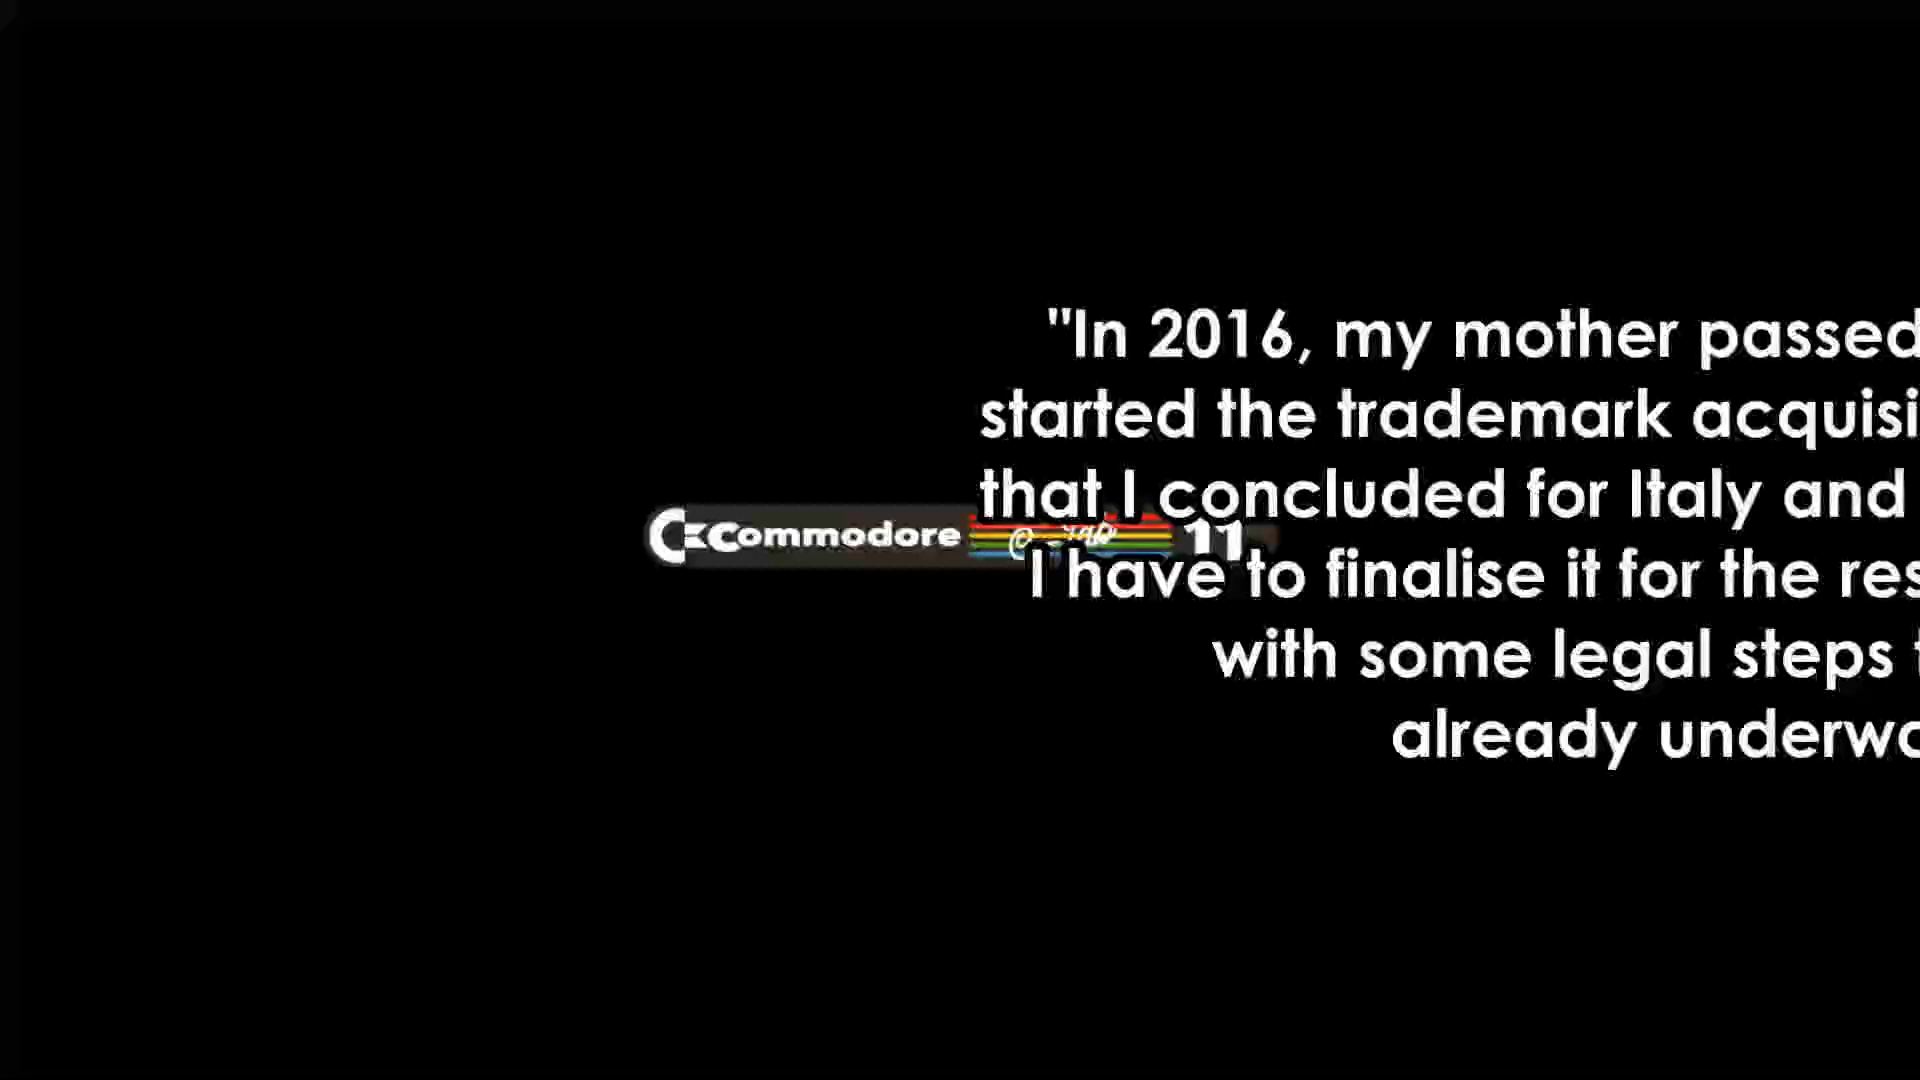 "In 2016, my mother passed
started the trademark acquisi
that I concluded for Italy and
Commodore
11
I have to finalise it for the res
with some legal steps t
already underwa